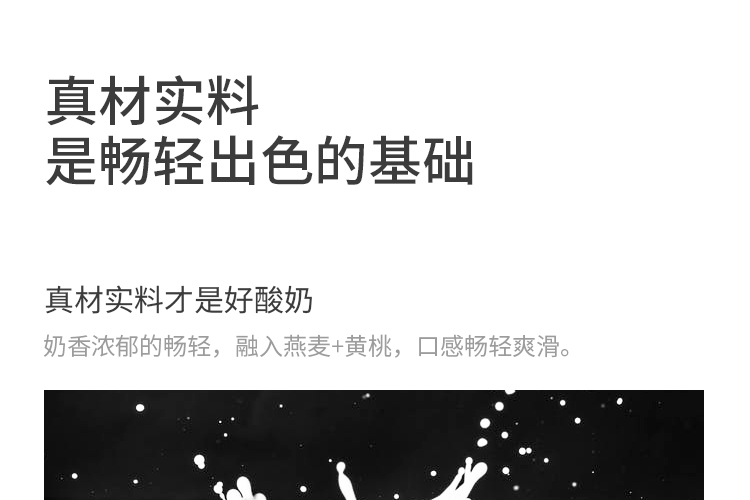 真材实料
是畅轻出色的基础
真材实料才是好酸奶
奶香浓郁的畅轻，融入燕麦+黄桃，口感畅轻爽滑。